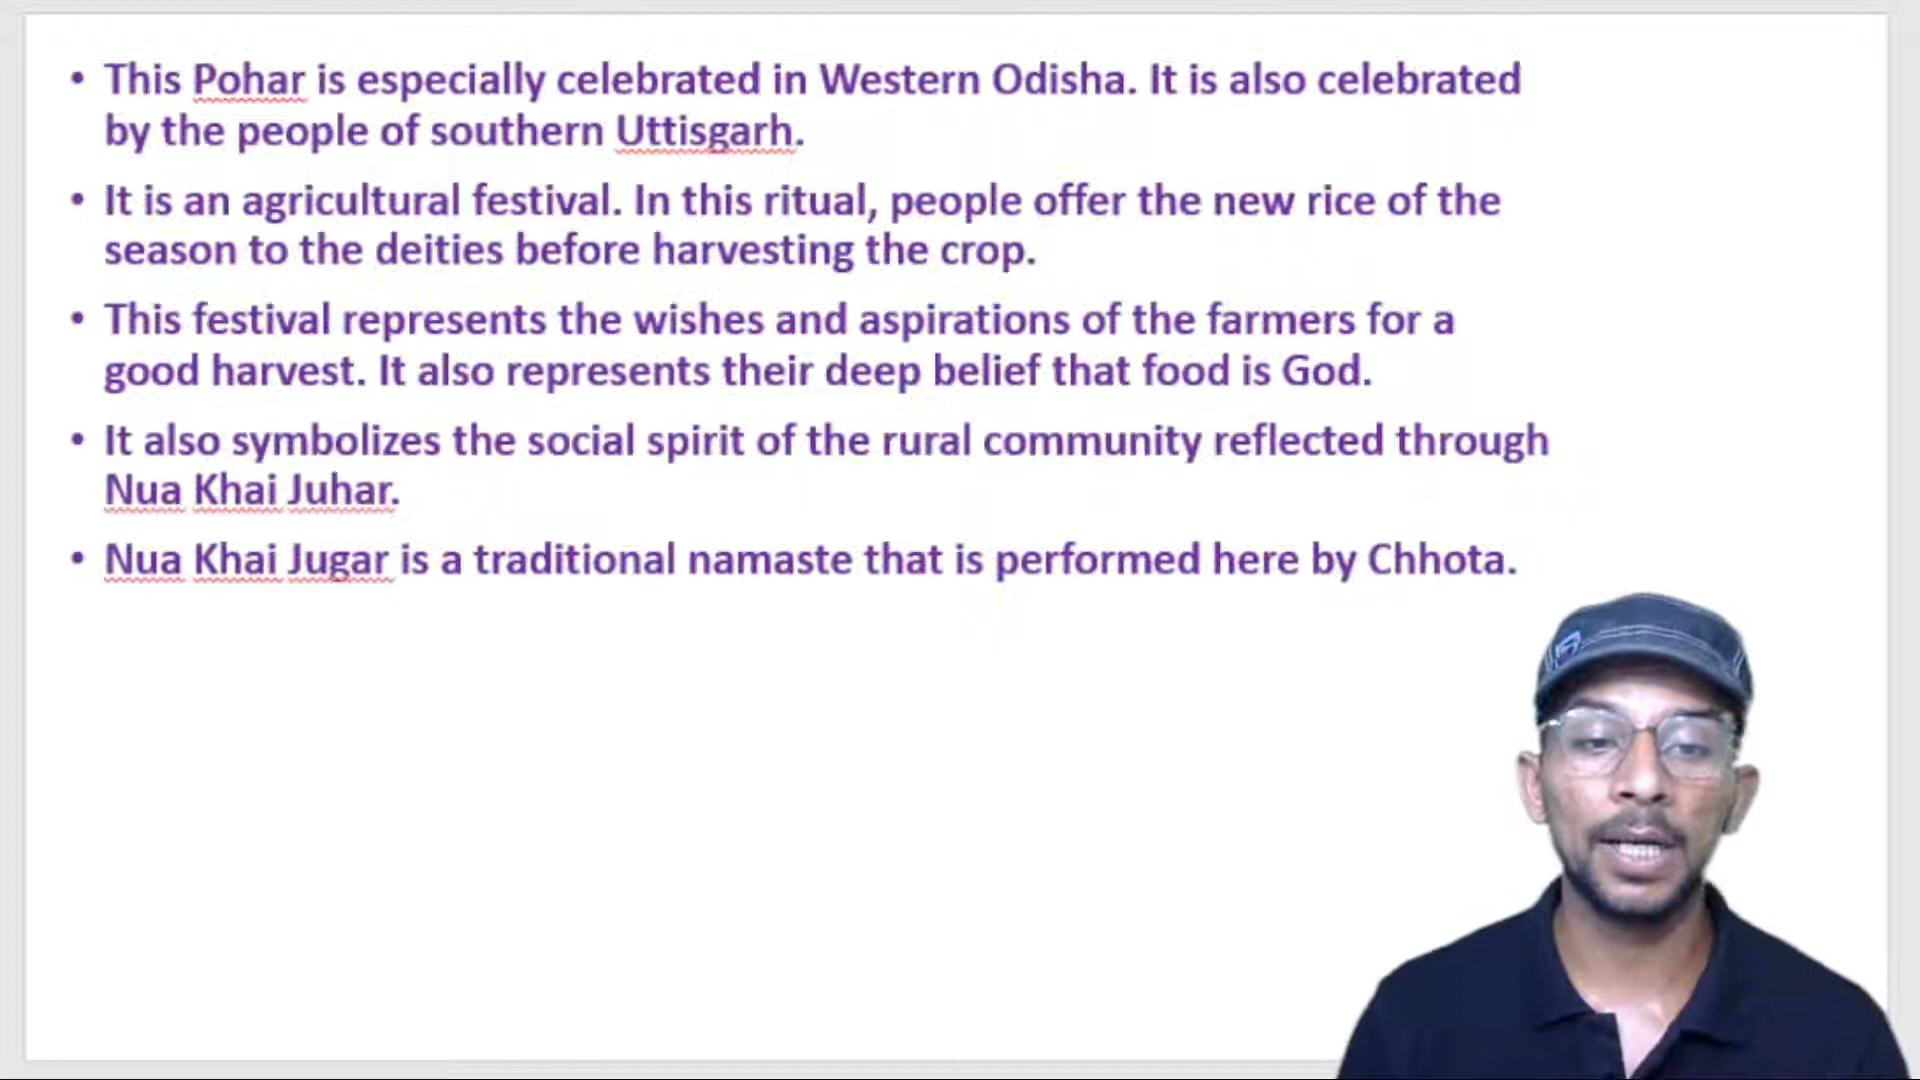 • This Pohar is especially celebrated in Western Odisha. It is also celebrated
by the people of southern Uttisgarh.
• It is an agricultural festival. In this ritual, people offer the new rice of the
season to the deities before harvesting the crop.
• This festival represents the wishes and aspirations of the farmers for a
good harvest. It also represents their deep belief that food is God.
• It also symbolizes the social spirit of the rural community reflected through
Nua Khai Juhar.
• Nua Khai Jugar is a traditional namaste that is performed here by Chhota.